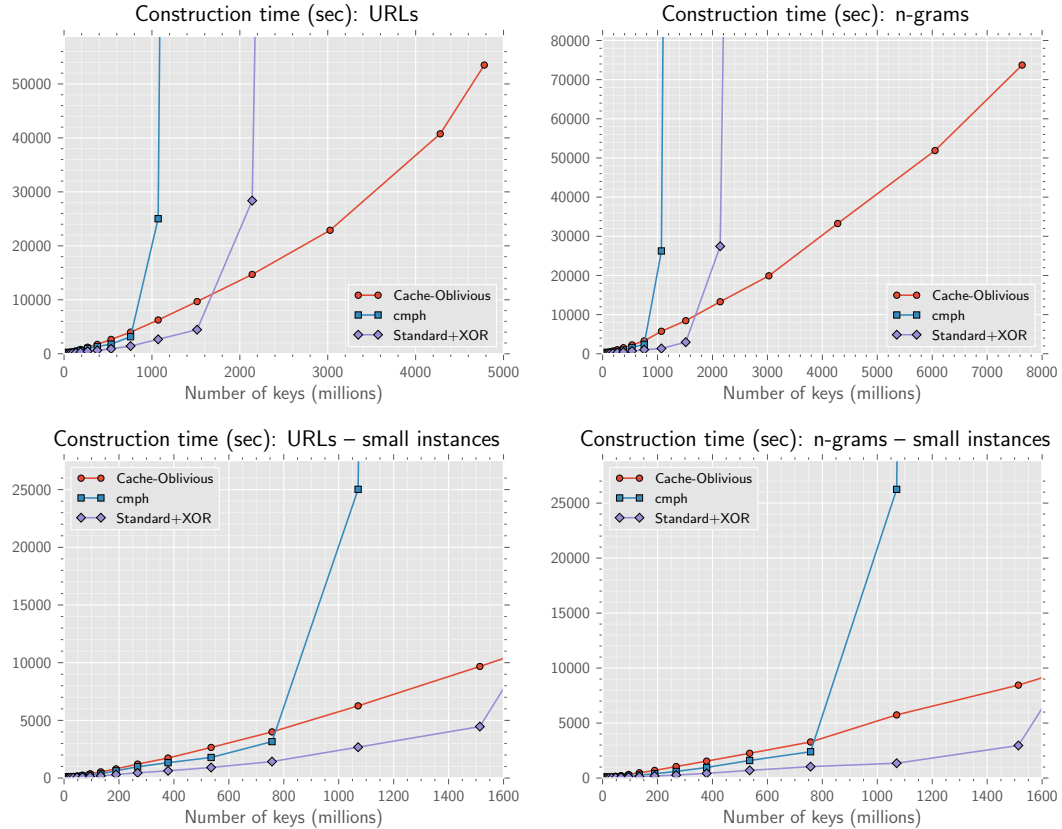 Construction time (sec): URLs
50000
40000
30000
20000
10000
0
0 1000 2000 3000 4000 5000
Number of keys (millions)
Cache-Oblivious
cmph
Standard+XOR
Construction time (sec): n-grams
80000
70000
60000
50000
40000
30000
20000
10000
0
0 1000 2000 3000 4000 5000 6000 7000 8000
Number of keys (millions)
Cache-Oblivious
cmph
Standard+XOR
Construction time (sec): URLs – small instances
25000
20000
15000
10000
5000
0
0 200 400 600 800 1000 1200 1400 1600
Number of keys (millions)
Cache-Oblivious
cmph
Standard+XOR
Construction time (sec): n-grams – small instances
25000
20000
15000
10000
5000
0
0 200 400 600 800 1000 1200 1400 1600
Number of keys (millions)
Cache-Oblivious
cmph
Standard+XOR